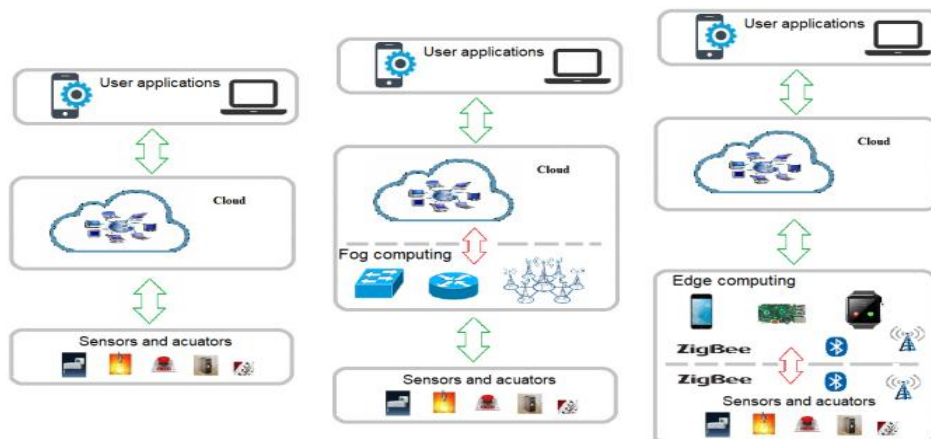 User applications
Cloud
Sensors and acuators
User applications
Cloud
Fog computing
Sensors and acuators
User applications
Cloud
Edge computing
ZigBee
ZigBee
Sensors and acuators